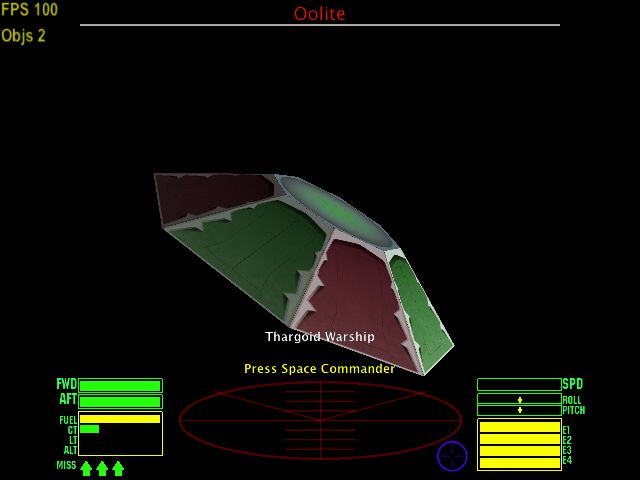 FPS 100
Oolite
Objs 2
Thargoid Warship
Press Space Commander
FWD
AFT
FUEL
CT
LT
ALT
MISS
SPD
ROLL
PITCH
E1
E2
E3
E4